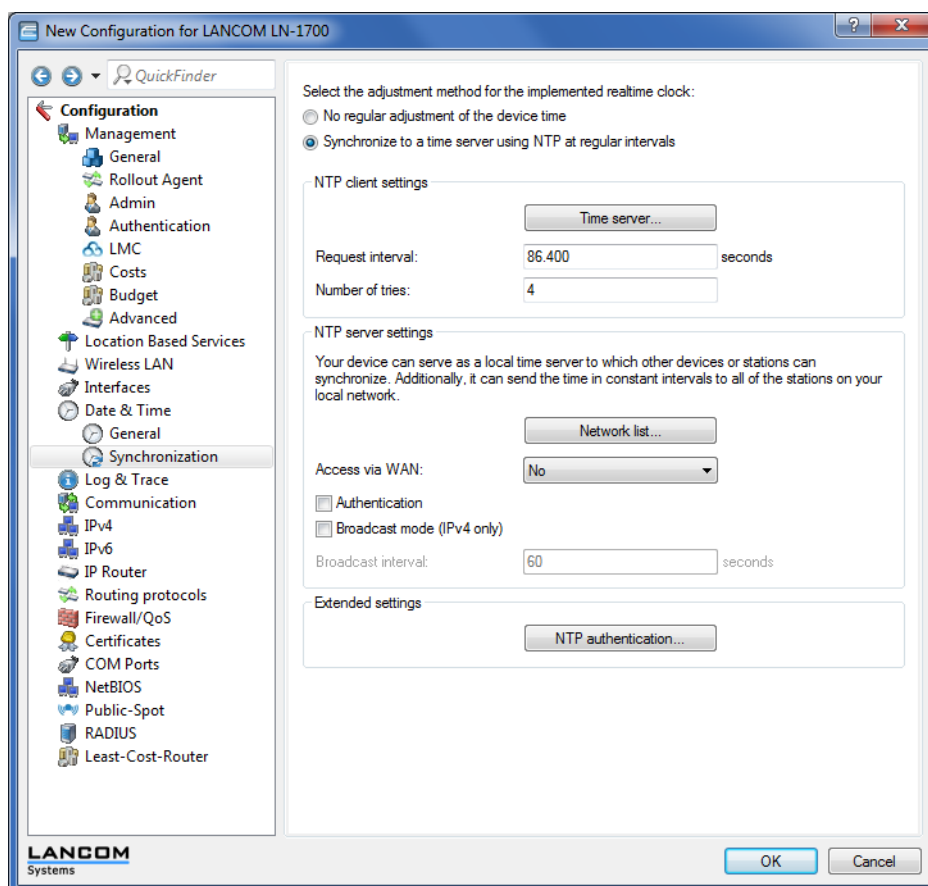 New Configuration for LANCOM LN-1700
QuickFinder
Configuration
Management
General
Rollout Agent
Admin
Authentication
LMC
Costs
Budget
Advanced
Location Based Services
Wireless LAN
Interfaces
Date & Time
General
Synchronization
Log & Trace
Communication
IPv4
IPv6
IP Router
Routing protocols
Firewall/QoS
Certificates
COM Ports
NetBIOS
Public-Spot
RADIUS
Least-Cost-Router
LANCOM
Systems
Select the adjustment method for the implemented realtime clock:
No regular adjustment of the device time
Synchronize to a time server using NTP at regular intervals
NTP client settings
Time server...
Request interval: 86.400 seconds
Number of tries: 4
NTP server settings
Your device can serve as a local time server to which other devices or stations can
synchronize. Additionally, it can send the time in constant intervals to all of the stations on your
local network.
Network list...
Access via WAN: No
Authentication
Broadcast mode (IPv4 only)
Broadcast interval: 60 seconds
Extended settings
NTP authentication...
OK Cancel